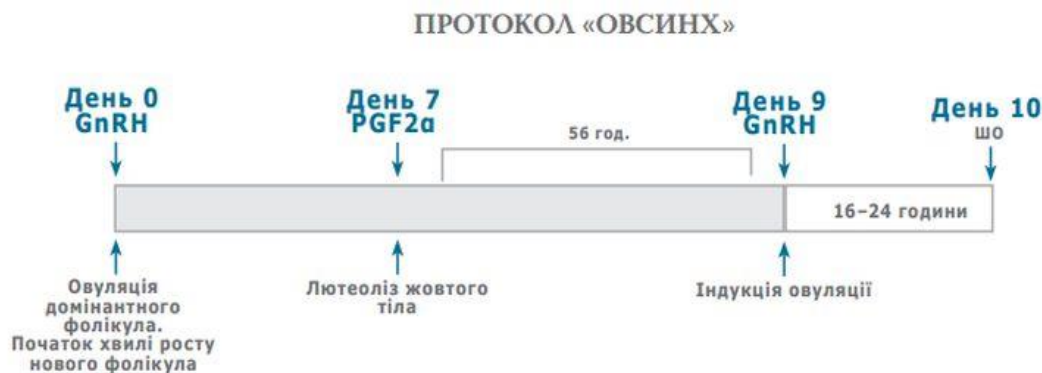 ПРОТОКОЛ «ОВСИНХ»
День 0
GnRH
День 7
PGF2α
56 год.
День 9
GnRH
День 10
ШО
16–24 години
Овуляція
домінантного
фолікула.
Початок хвилі росту
нового фолікула
Лютеоліз жовтого
тіла
Індукція овуляції